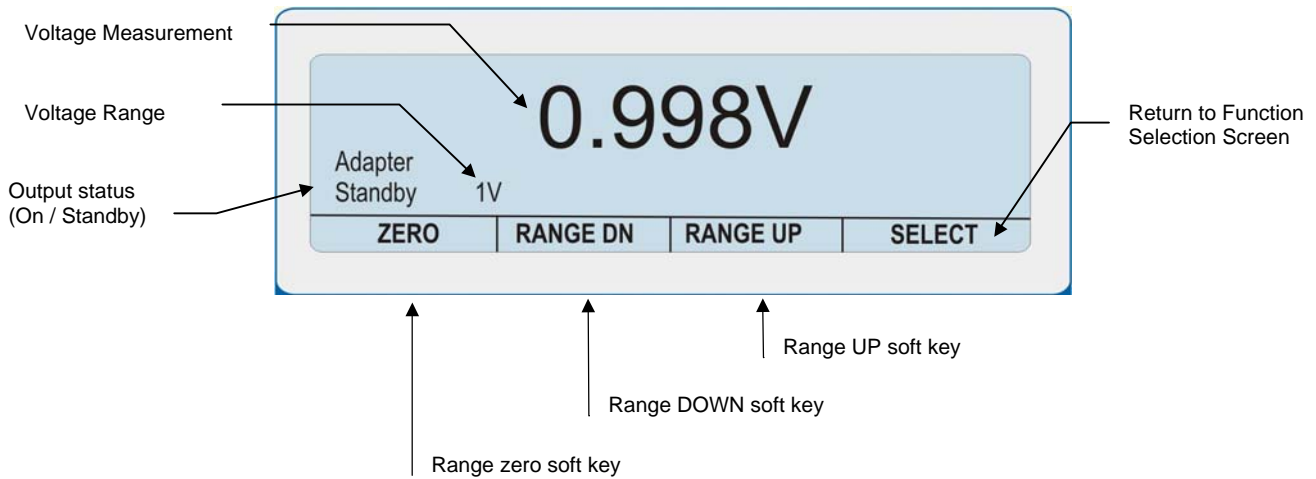 Voltage Measurement
0.998V
Voltage Range
Return to Function
Selection Screen
Adapter
Output status
(On / Standby)
Standby 1V
ZERO RANGE DN RANGE UP SELECT
Range UP soft key
Range DOWN soft key
Range zero soft key